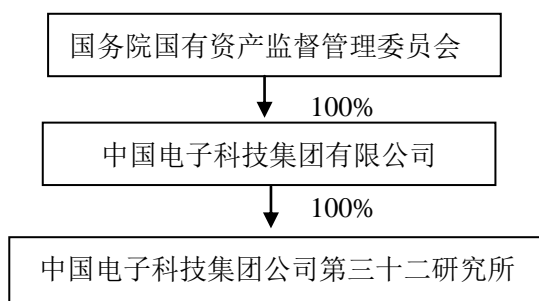 国务院国有资产监督管理委员会
100%
中国电子科技集团有限公司
100%
中国电子科技集团公司第三十二研究所